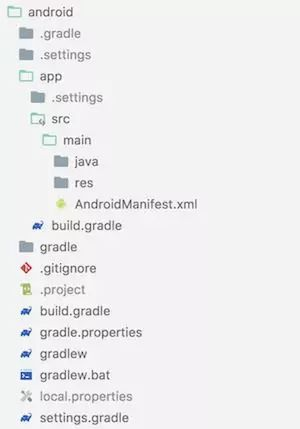 android
.gradle
.settings
app
.settings
src
main
java
res
AndroidManifest.xml
build.gradle
gradle
.gitignore
.project
build.gradle
gradle.properties
gradlew
gradlew.bat
local.properties
settings.gradle